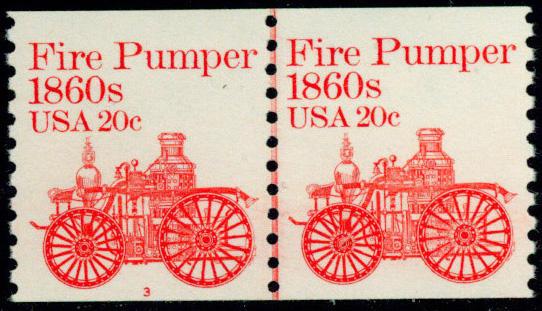 Fire Pumper
1860s
USA 20c
3
Fire Pumper
1860s
USA 20c